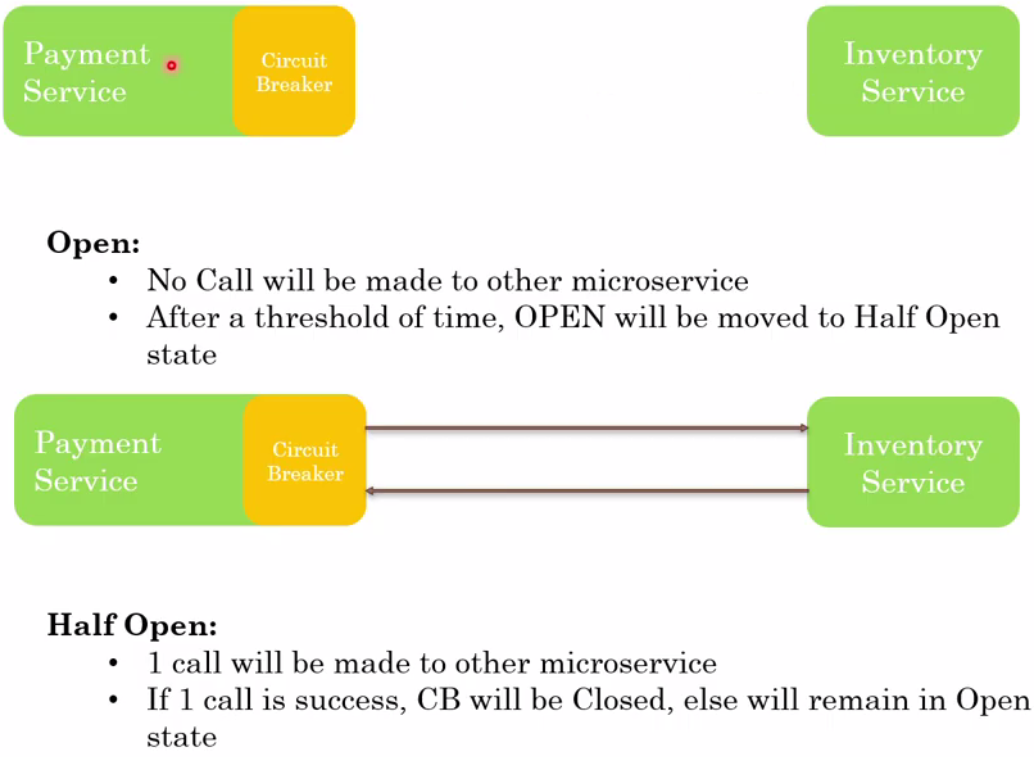 Payment
Service
Circuit
Breaker
Inventory
Service
Open:
• No Call will be made to other microservice
• After a threshold of time, OPEN will be moved to Half Open
state
Payment
Service
Circuit
Breaker
Inventory
Service
Half Open:
• 1 call will be made to other microservice
• If 1 call is success, CB will be Closed, else will remain in Open
state